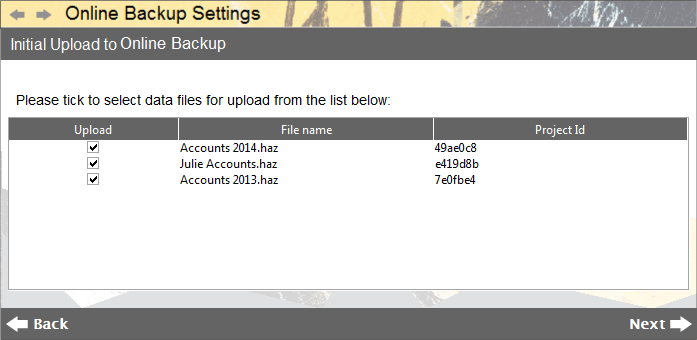 Online Backup Settings
Initial Upload to Online Backup
Please tick to select data files for upload from the list below:
Upload File name Project Id
Accounts 2014.haz 49ae0c8
Julie Accounts.haz e419d8b
Accounts 2013.haz 7e0fbe4
Back Next